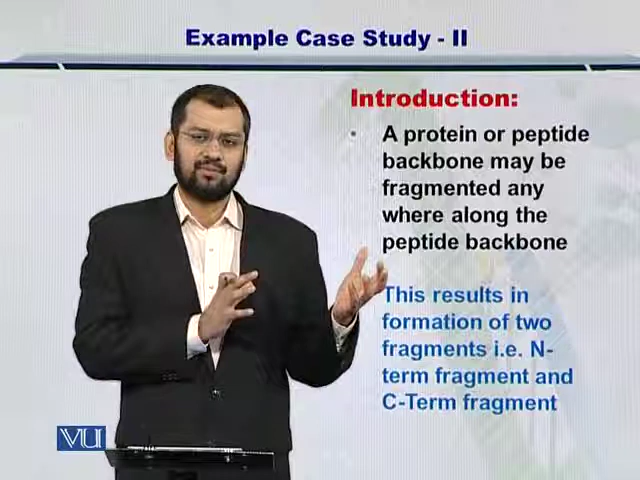 Example Case Study - II
Introduction:
• A protein or peptide
backbone may be
fragmented any
where along the
peptide backbone
This results in
formation of two
fragments i.e. N-
term fragment and
C-Term fragment
VU